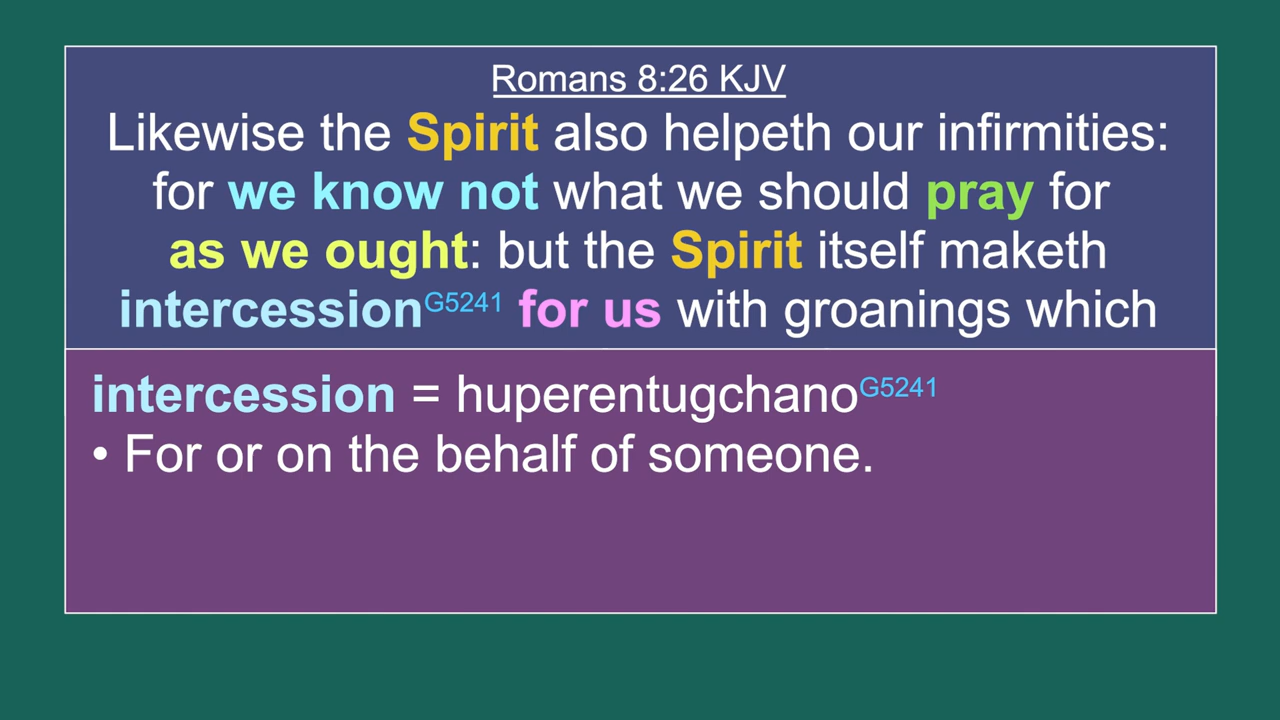 Romans 8:26 KJV
Likewise the Spirit also helpeth our infirmities:
for we know not what we should pray for
as we ought: but the Spirit itself maketh
intercessionG5241 for us with groanings which
intercession = huperentugchanoG5241
• For or on the behalf of someone.